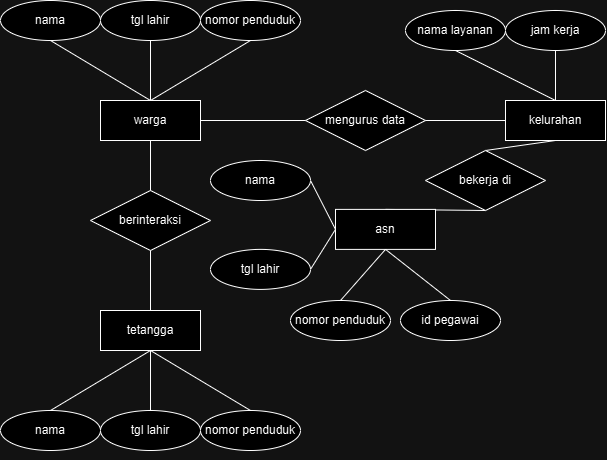 nama
tgl lahir
nomor penduduk
nama layanan
jam kerja
warga
mengurus data
kelurahan
nama
bekerja di
berinteraksi
asn
tgl lahir
nomor penduduk
id pegawai
tetangga
nama
tgl lahir
nomor penduduk